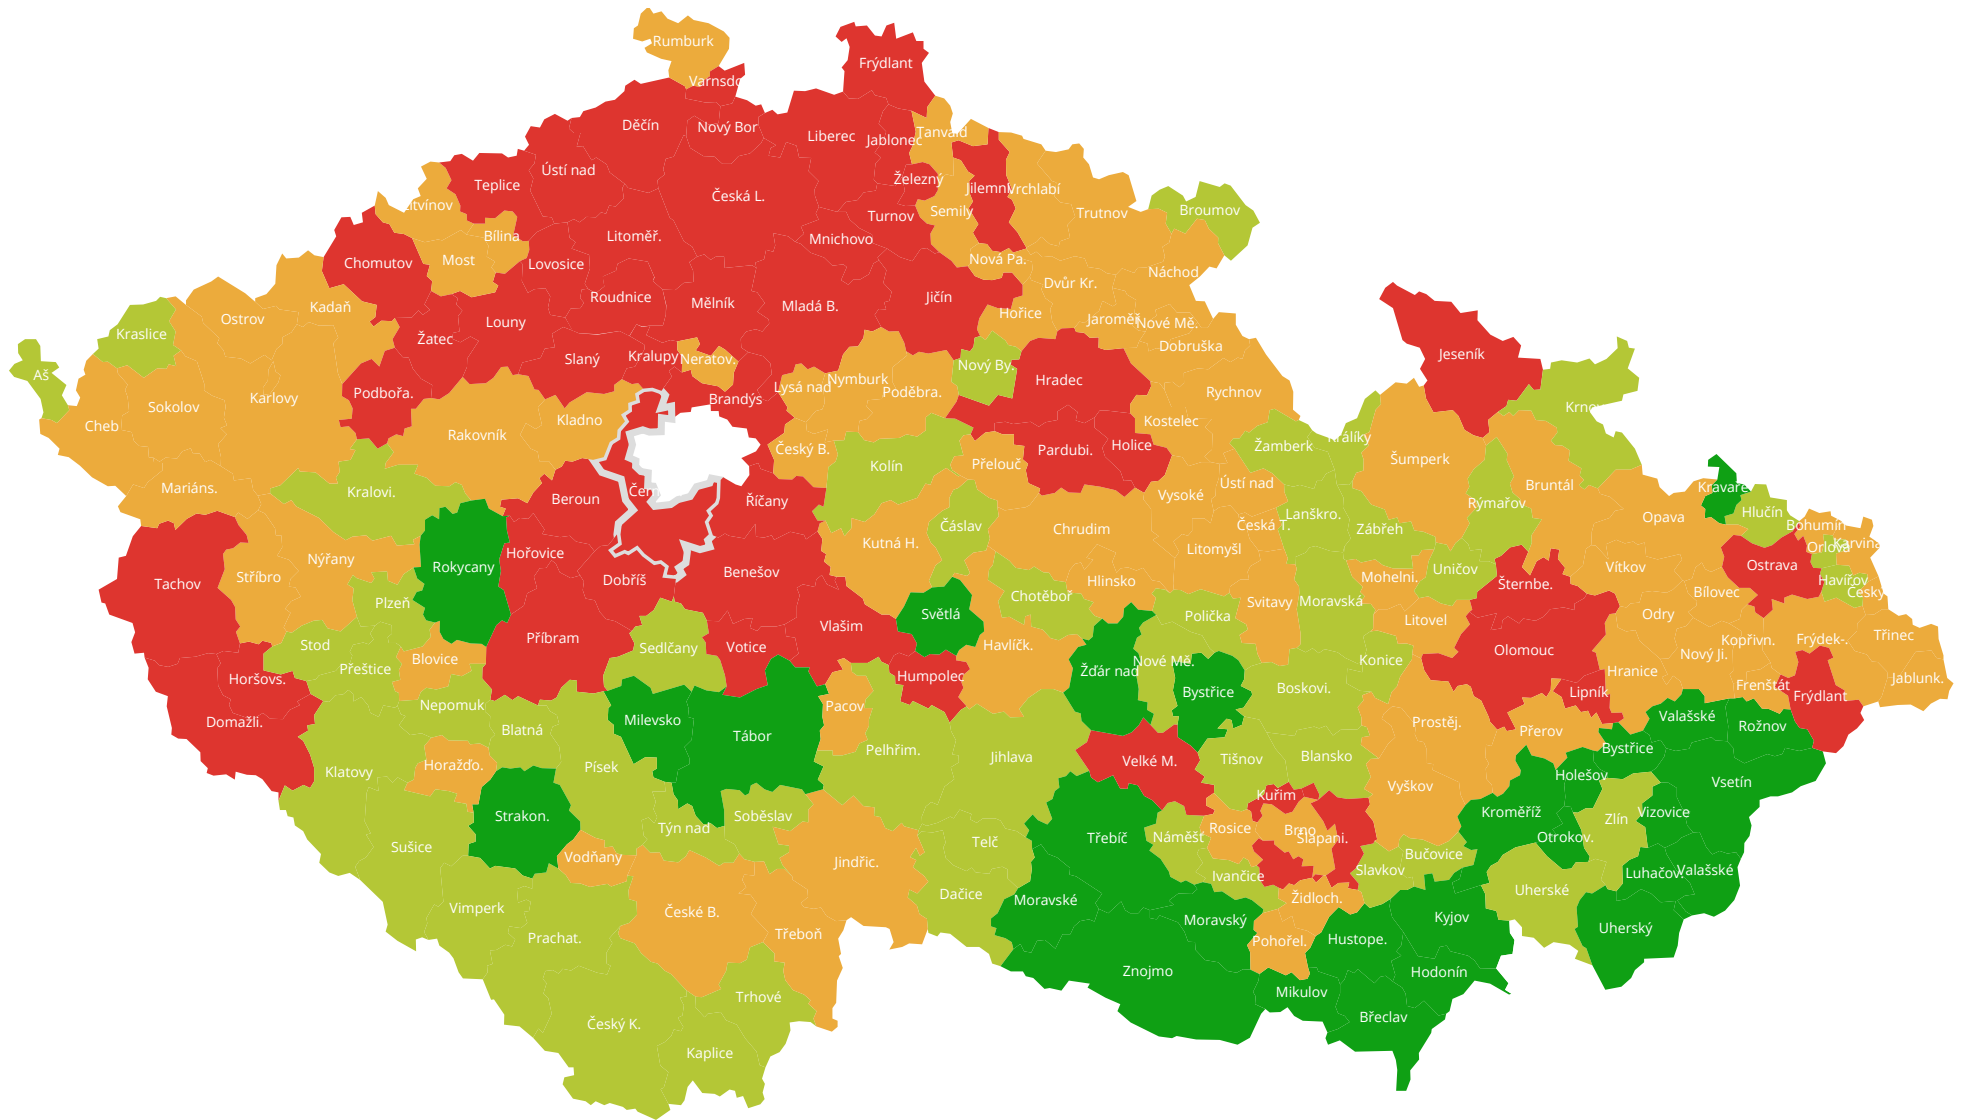 Rumburk
Frýdlant
Varnsdo
Děčín
Nový Bor
Liberec
Jablonec
Tanvald
Teplice
Ústí nad
Česká L.
Železný
Jilemni
Vrchlabí
Litvínov
Semily
Turnov
Trutnov
Broumov
Bílina
Litoměř.
Mnichovo
Chomutov
Most
Lovosice
Nová Pa.
Náchod
Dvůr Kr.
Kadaň
Roudnice
Mělník
Mladá B.
Jičín
Ostrov
Louny
Hořice
Jaroměř
Nové Mě.
Kraslice
Žatec
Dobruška
Slaný
Kralupy
Neratov.
Nový By.
Jeseník
Aš
Podbořa.
Lysá nad
Nymburk
Poděbra.
Hradec
Rychnov
Karlovy
Brandýs
Sokolov
Krno
Cheb
Rakovník
Kladno
Kostelec
Žamberk
Králíky
Český B.
Pardubi.
Holice
Šumperk
Kolín
Přelouč
Mariáns.
Kralovi.
Beroun
Čern
Říčany
Vysoké
Ústí nad
Bruntál
Kravaře
Rýmařov
Lanškro.
Hlučín
Opava
Čáslav
Chrudim
Česká T.
Zábřeh
Bohumín
Kutná H.
Litomyšl
Orlová
Karviná
Nýřany
Hořovice
Rokycany
Stříbro
Tachov
Dobříš
Benešov
Hlinsko
Mohelni.
Uničov
Vítkov
Ostrava
Havířov
Šternbe.
Český
Chotěboř
Plzeň
Svitavy
Moravská
Bílovec
Světlá
Polička
Litovel
Odry
Vlašim
Příbram
Stod
Sedlčany
Votice
Havlíčk.
Kopřivn.
Frýdek-.
Třinec
Olomouc
Nový Ji.
Blovice
Přeštice
Nové Mě.
Konice
Žďár nad
Hranice
Horšovs.
Humpolec
Bystřice
Boskovi.
Lipník
Frenštát
Frýdlant
Jablunk.
Nepomuk
Pacov
Domažli.
Milevsko
Blatná
Tábor
Prostěj.
Přerov
Valašské
Rožnov
Pelhřim.
Jihlava
Velké M.
Tišnov
Blansko
Bystřice
Klatovy
Horažďo.
Písek
Holešov
Vyškov
Vsetín
Kuřim
Strakon.
Soběslav
Kroměříž
Vizovice
Zlín
Týn nad
Rosice
Brno
Šlapani.
Třebíč
Náměšť
Otrokov.
Telč
Sušice
Vodňany
Jindřic.
Bučovice
Slavkov
Ivančice
Luhačov.
Valašské
Dačice
Moravské
Židloch.
Uherské
Vimperk
České B.
Moravský
Kyjov
Třeboň
Prachat.
Pohořel.
Hustope.
Uherský
Znojmo
Hodonín
Trhové
Mikulov
Český K.
Břeclav
Kaplice